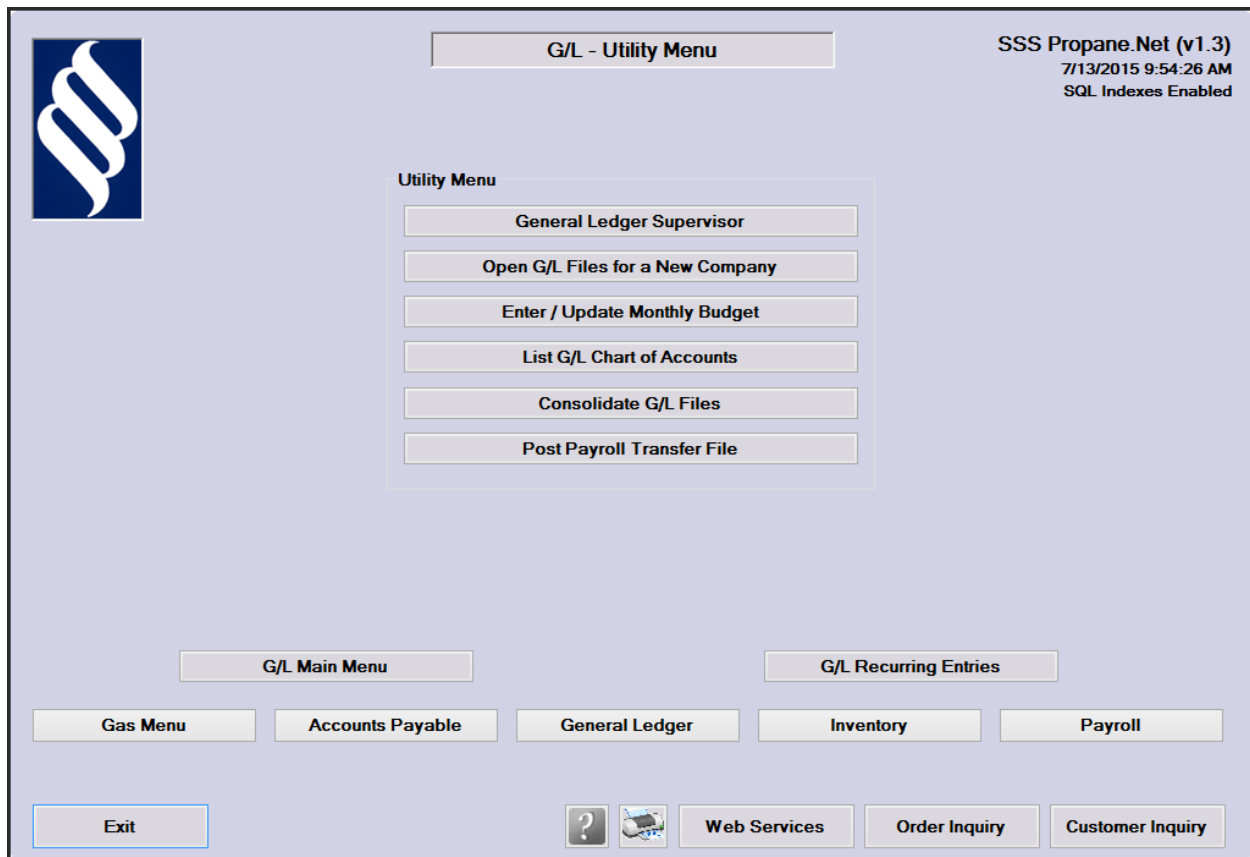 G/L - Utility Menu
SSS Propane.Net (v1.3)
7/13/2015 9:54:26 AM
SQL Indexes Enabled
Utility Menu
General Ledger Supervisor
Open G/L Files for a New Company
Enter / Update Monthly Budget
List G/L Chart of Accounts
Consolidate G/L Files
Post Payroll Transfer File
G/L Main Menu
G/L Recurring Entries
Gas Menu
Accounts Payable
General Ledger
Inventory
Payroll
Exit
?
Web Services
Order Inquiry
Customer Inquiry